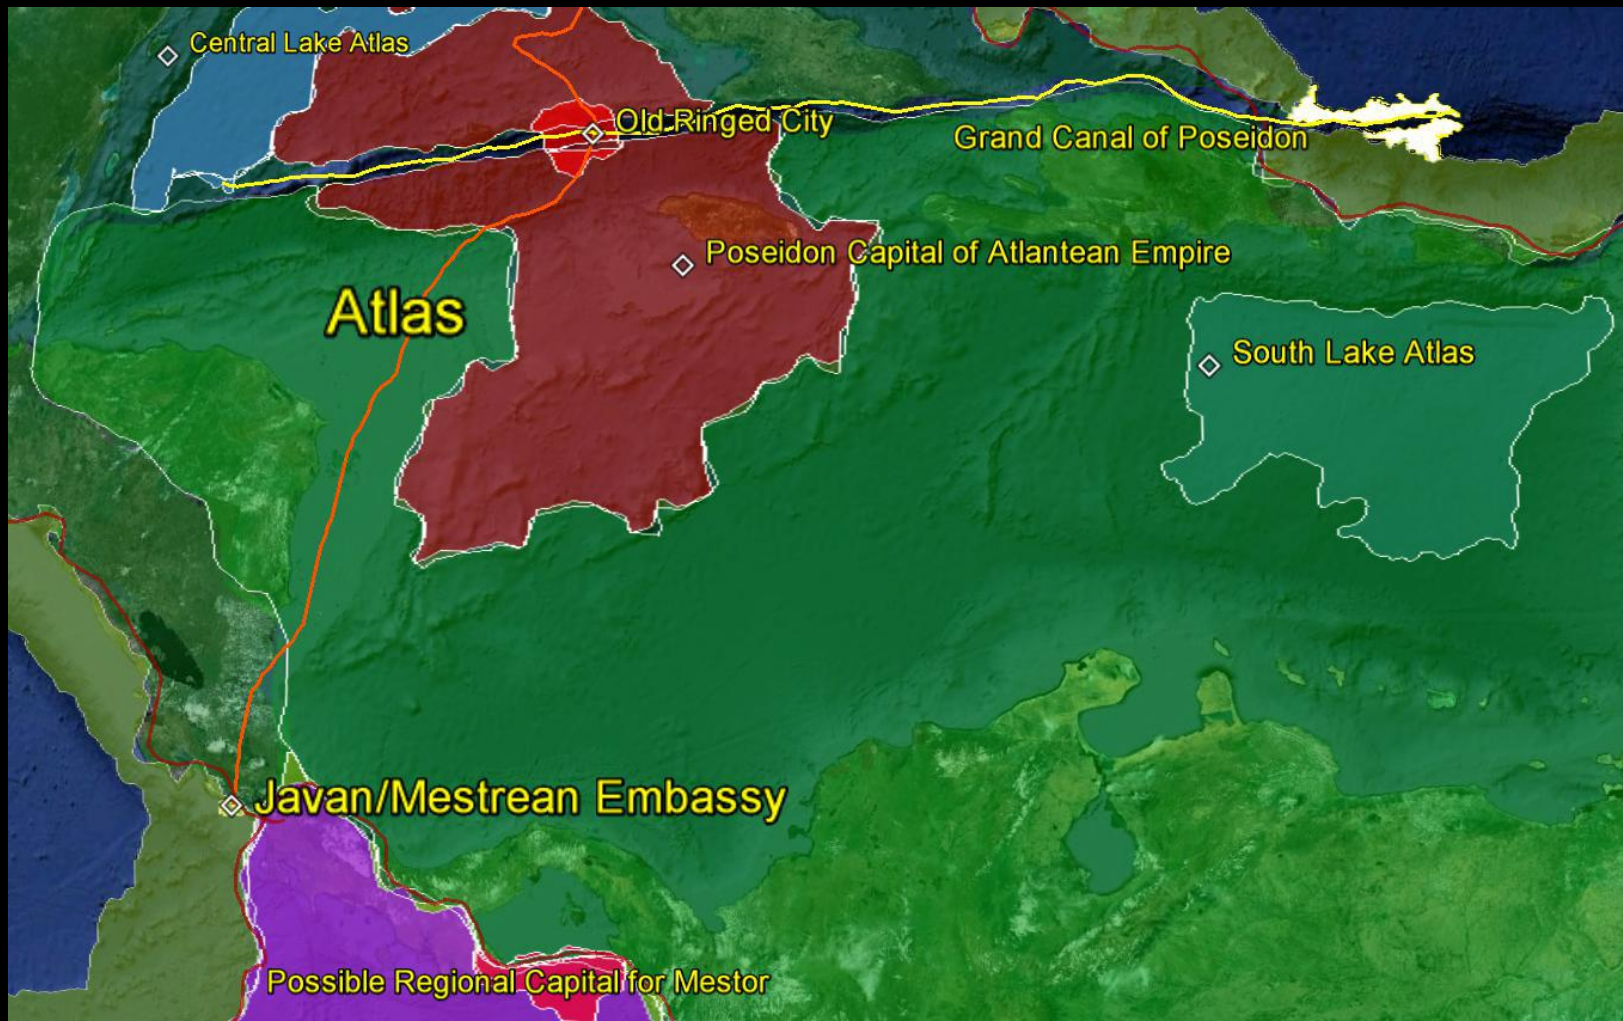 Central Lake Atlas
Old Ringed City
Grand Canal of Poseidon
Poseidon Capital of Atlantean Empire
Atlas
South Lake Atlas
Javan/Mestrean Embassy
Possible Regional Capital for Mestor